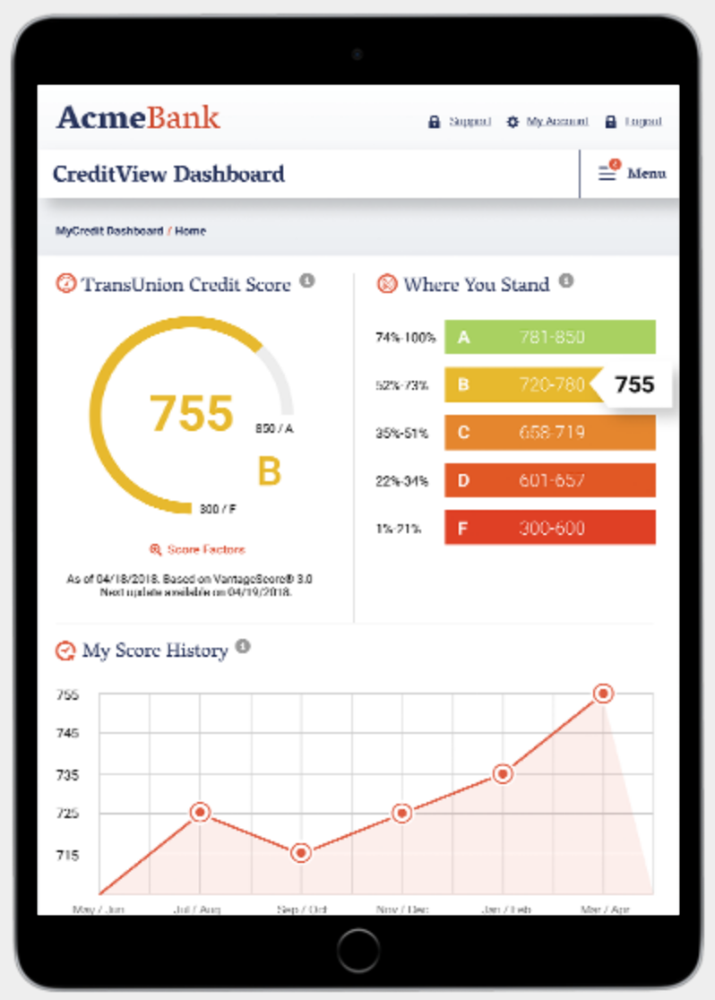 AcmeBank
Support My Account Logout
CreditView Dashboard
4
Menu
MyCredit Dashboard / Home
TransUnion Credit Score i
755
850 / A
B
300 / F
Score Factors
As of 04/18/2018. Based on VantageScore® 3.0
Next update available on 04/19/2018.
Where You Stand i
74%-100% A 781-850
52%-73% B 720-780 755
35%-51% C 658-719
22%-34% D 601-657
1%-21% F 300-600
My Score History i
755
745
735
725
715
May / Jun Jul / Aug Sep / Oct Nov / Dec Jan / Feb Mar / Apr